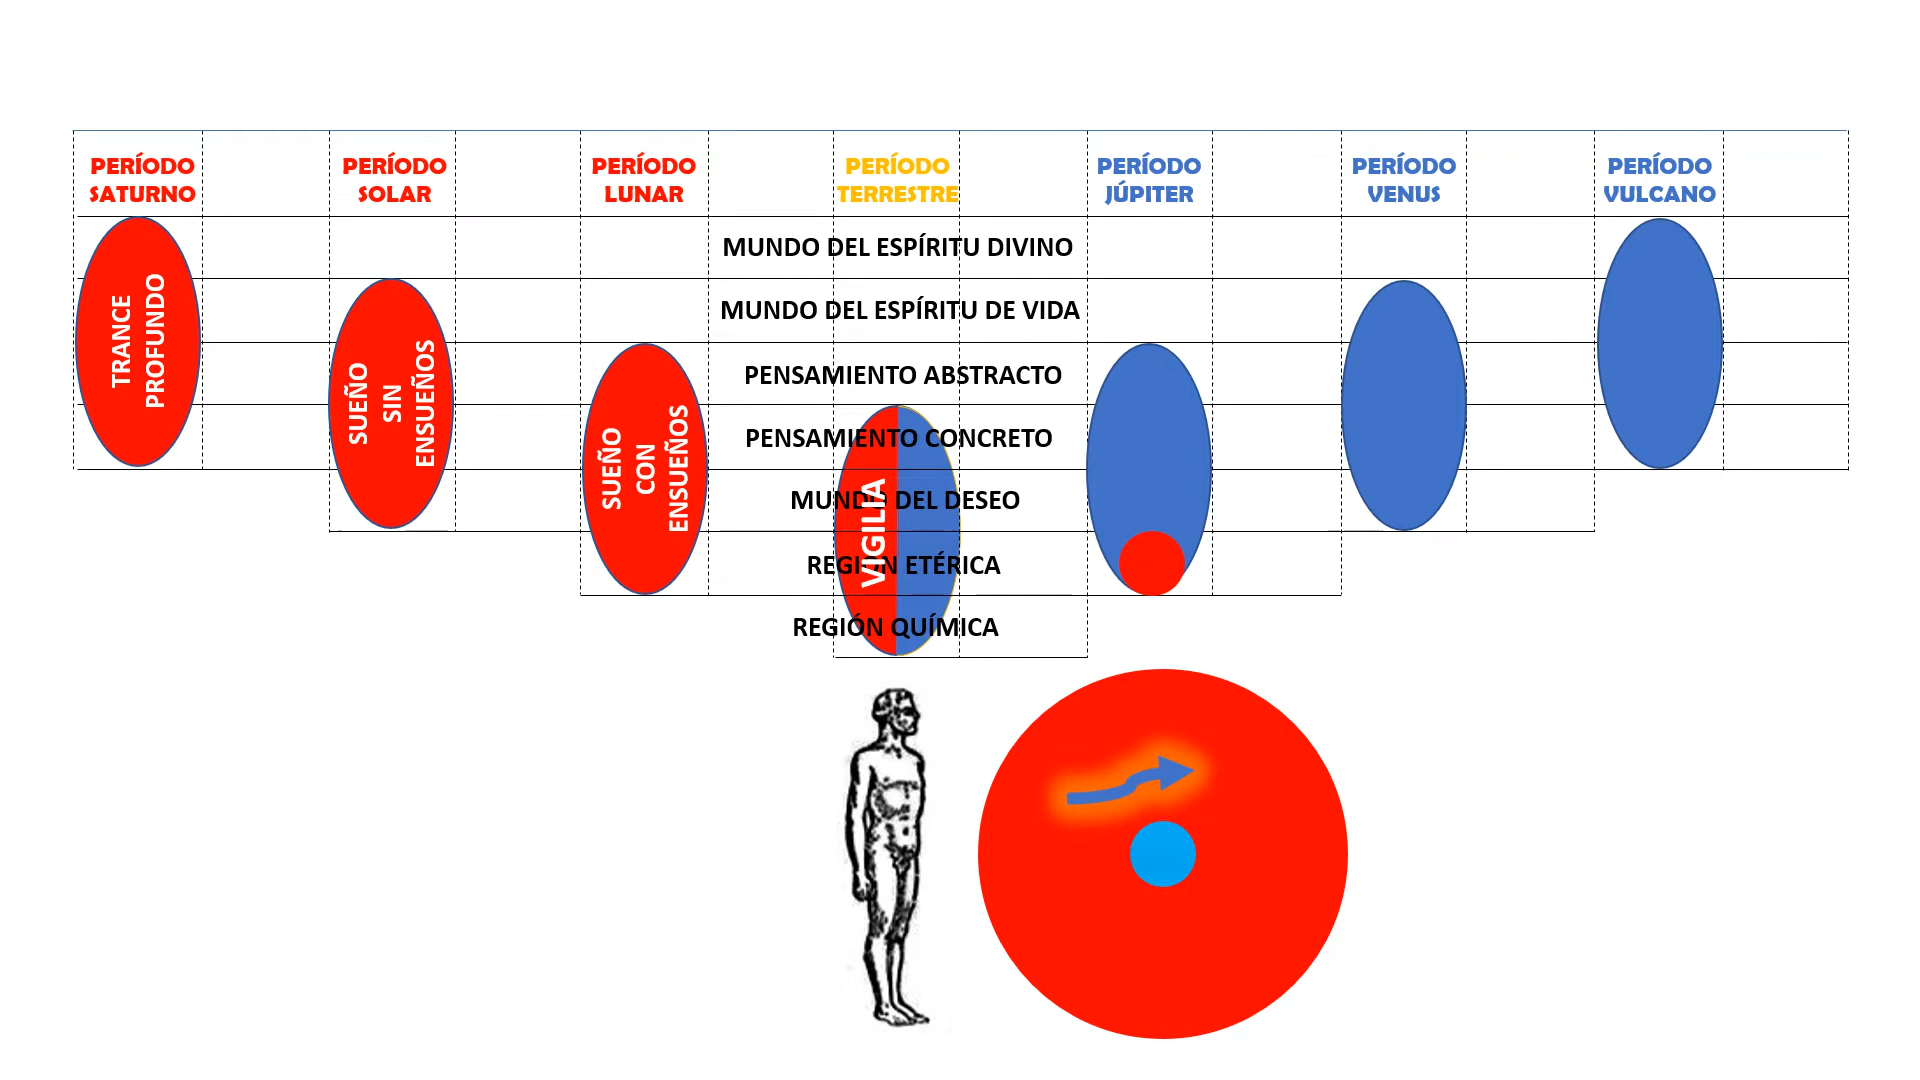 PERÍODO
SATURNO
PERÍODO
SOLAR
PERÍODO
LUNAR
PERÍODO
TERRESTRE
PERÍODO
JÚPITER
PERÍODO
VENUS
PERÍODO
VULCANO
TRANCE
PROFUNDO
SUEÑO
SIN
ENSUEÑOS
SUEÑO
CON
ENSUEÑOS
MUNDO DEL ESPÍRITU DIVINO
MUNDO DEL ESPÍRITU DE VIDA
PENSAMIENTO ABSTRACTO
PENSAMIENTO CONCRETO
MUNDO DEL DESEO
REGIÓN ETÉRICA
REGIÓN QUÍMICA
VIGILIA